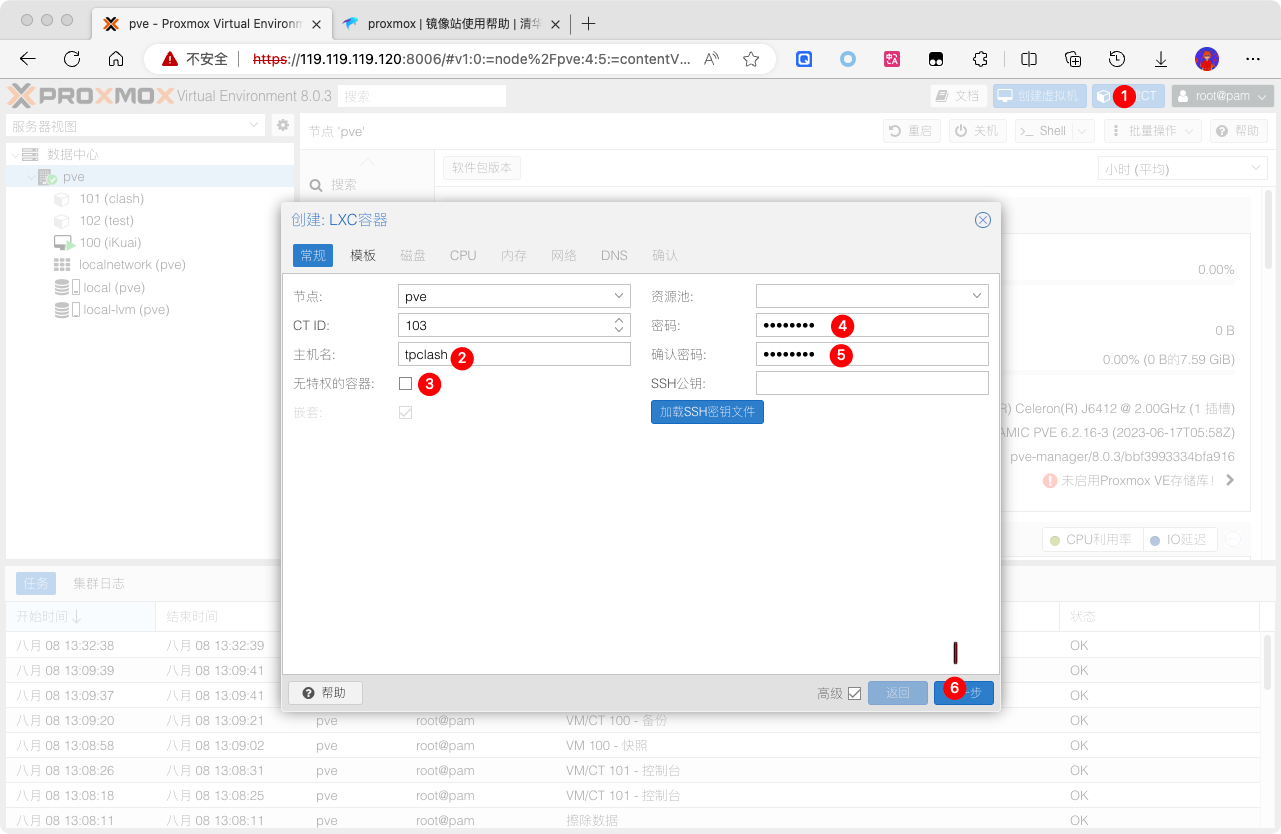 pve - Proxmox Virtual Environm
proxmox | 镜像站使用帮助 | 清华
不安全 https://119.119.119.120:8006/#v1:0:=node%2Fpve:4:5:=contentV...
PROXMOX Virtual Environment 8.0.3 搜索 文档 创建虚拟机 1 CT root@pam
服务器视图 节点 'pve' 重启 关机 >_ Shell 批量操作 帮助
数据中心
pve
101 (clash)
102 (test)
100 (iKuai)
localnetwork (pve)
local (pve)
local-lvm (pve)
搜索
软件包版本 小时 (平均)
0.00%
0 B
0.00% (0 B的7.59 GiB)
R) Celeron(R) J6412 @ 2.00GHz (1 插槽)
AMIC PVE 6.2.16-3 (2023-06-17T05:58Z)
pve-manager/8.0.3/bbf3993334bfa916
未启用Proxmox VE存储库!
CPU利用率 IO延迟
创建: LXC容器
常规 模板 磁盘 CPU 内存 网络 DNS 确认
节点: pve 资源池:
CT ID: 103 密码: •••••••• 4
主机名: tpclash 2 确认密码: •••••••• 5
无特权的容器: 3 SSH公钥:
嵌套: 加载SSH密钥文件
帮助 高级 返回 6 步
任务 集群日志
开始时间 结束时间 状态
八月 08 13:32:38 八月 08 13:32:39 OK
八月 08 13:09:39 八月 08 13:09:41 OK
八月 08 13:09:37 八月 08 13:09:41 OK
八月 08 13:09:20 八月 08 13:09:21 pve root@pam VM/CT 100 - 备份 OK
八月 08 13:08:58 八月 08 13:09:02 pve root@pam VM 100 - 快照 OK
八月 08 13:08:26 八月 08 13:08:31 pve root@pam VM/CT 101 - 控制台 OK
八月 08 13:08:18 八月 08 13:08:25 pve root@pam VM/CT 101 - 控制台 OK
八月 08 13:08:11 八月 08 13:08:11 pve root@pam 擦除数据 OK